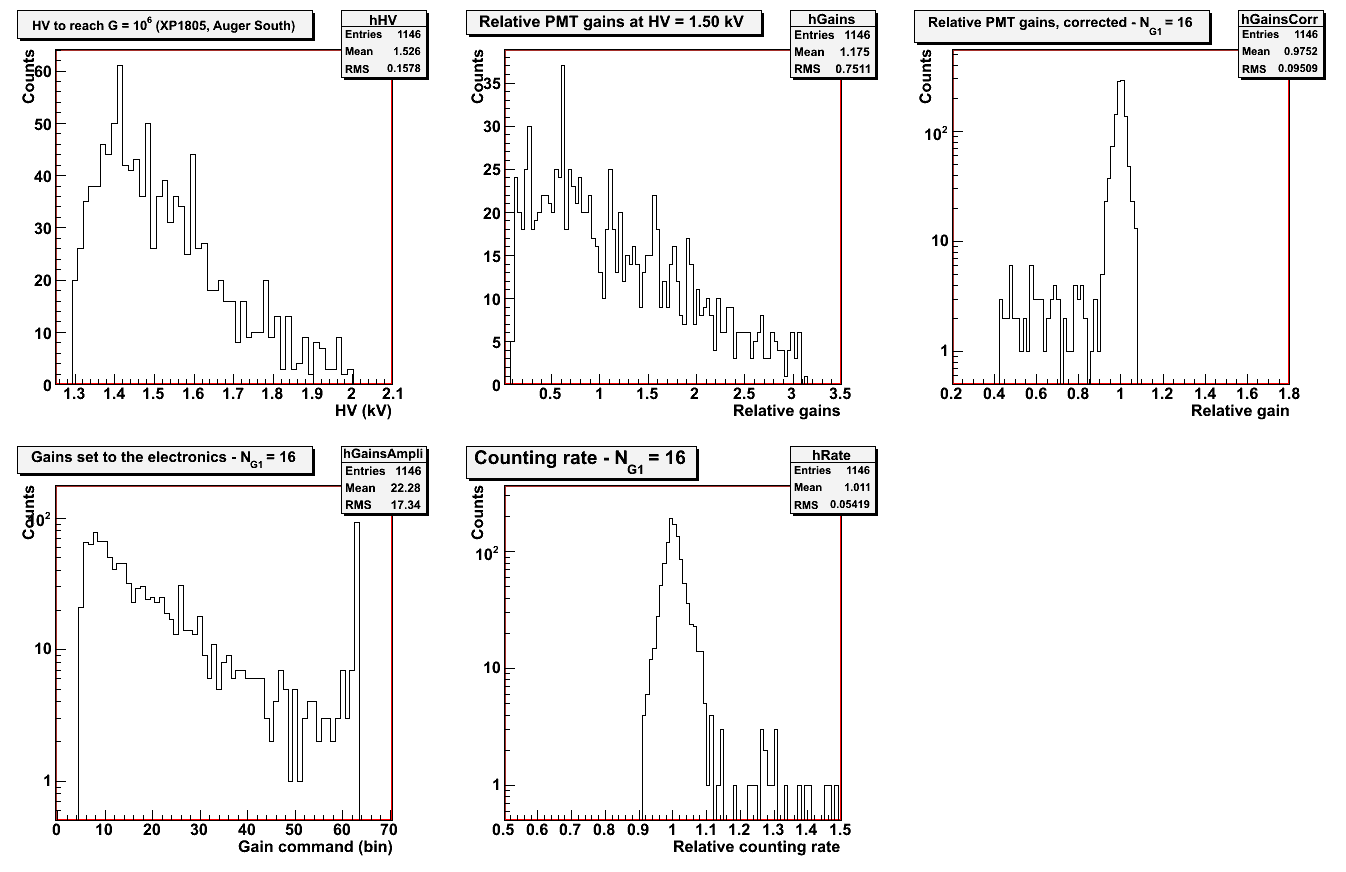 HV to reach G = 10^6 (XP1805, Auger South)
hHV
Entries 1146
Mean 1.526
RMS 0.1578
Counts
60
50
40
30
20
10
0
1.3 1.4 1.5 1.6 1.7 1.8 1.9 2 2.1
HV (kV)
Relative PMT gains at HV = 1.50 kV
hGains
Entries 1146
Mean 1.175
RMS 0.7511
Counts
35
30
25
20
15
10
5
0
0.5 1 1.5 2 2.5 3 3.5
Relative gains
Relative PMT gains, corrected - N_G1 = 16
hGainsCorr
Entries 1146
Mean 0.9752
RMS 0.09509
Counts
10^2
10
1
0.2 0.4 0.6 0.8 1 1.2 1.4 1.6 1.8
Relative gain
Gains set to the electronics - N_G1 = 16
hGainsAmpli
Entries 1146
Mean 22.28
RMS 17.34
Counts
10^2
10
1
0 10 20 30 40 50 60 70
Gain command (bin)
Counting rate - N_G1 = 16
hRate
Entries 1146
Mean 1.011
RMS 0.05419
Counts
10^2
10
1
0.5 0.6 0.7 0.8 0.9 1 1.1 1.2 1.3 1.4 1.5
Relative counting rate